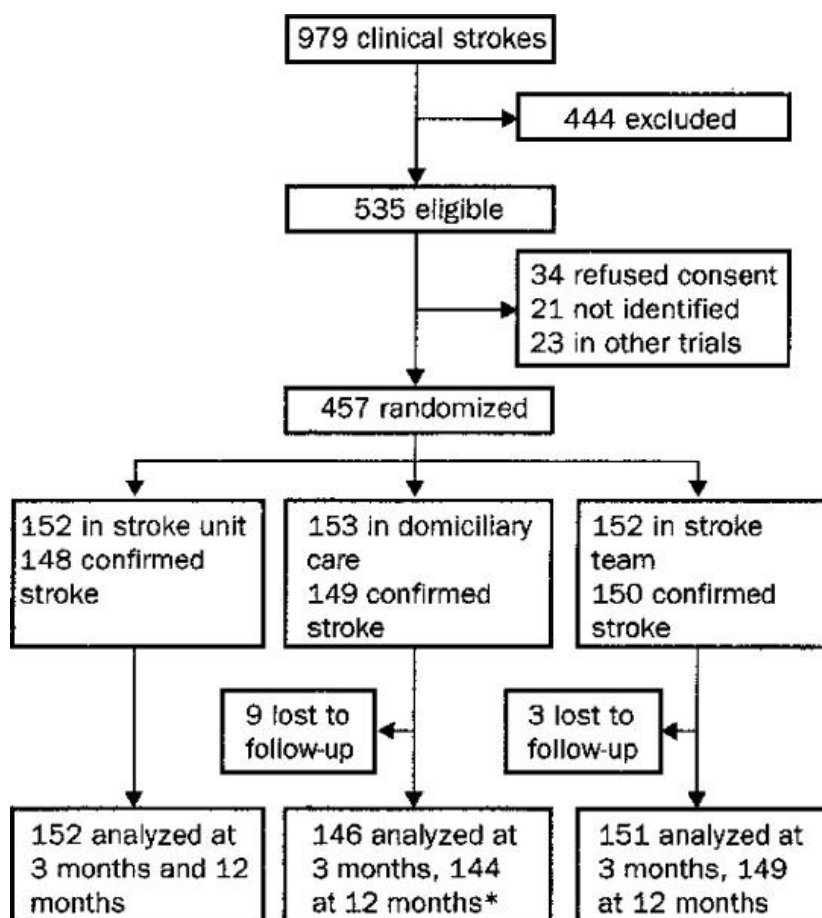 979 clinical strokes
444 excluded
535 eligible
34 refused consent
21 not identified
23 in other trials
457 randomized
152 in stroke unit
148 confirmed
stroke
153 in domiciliary
care
149 confirmed
stroke
152 in stroke
team
150 confirmed
stroke
9 lost to
follow-up
3 lost to
follow-up
152 analyzed at
3 months and 12
months
146 analyzed at
3 months, 144
at 12 months*
151 analyzed at
3 months, 149
at 12 months